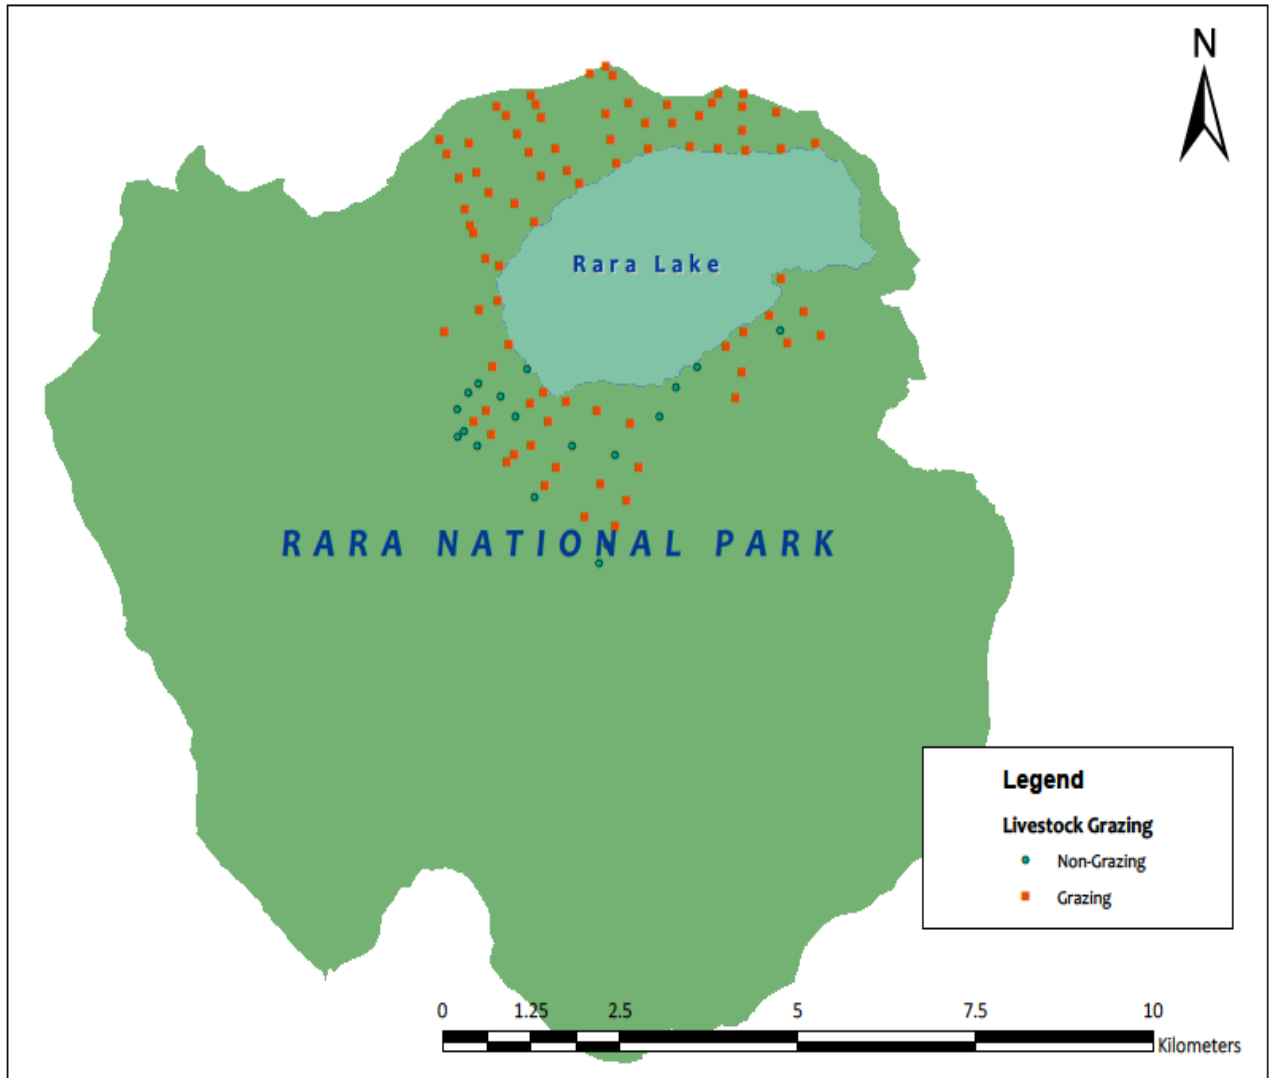 N
Rara Lake
RARA NATIONAL PARK
Legend
Livestock Grazing
Non-Grazing
Grazing
0 1.25 2.5 5 7.5 10
Kilometers